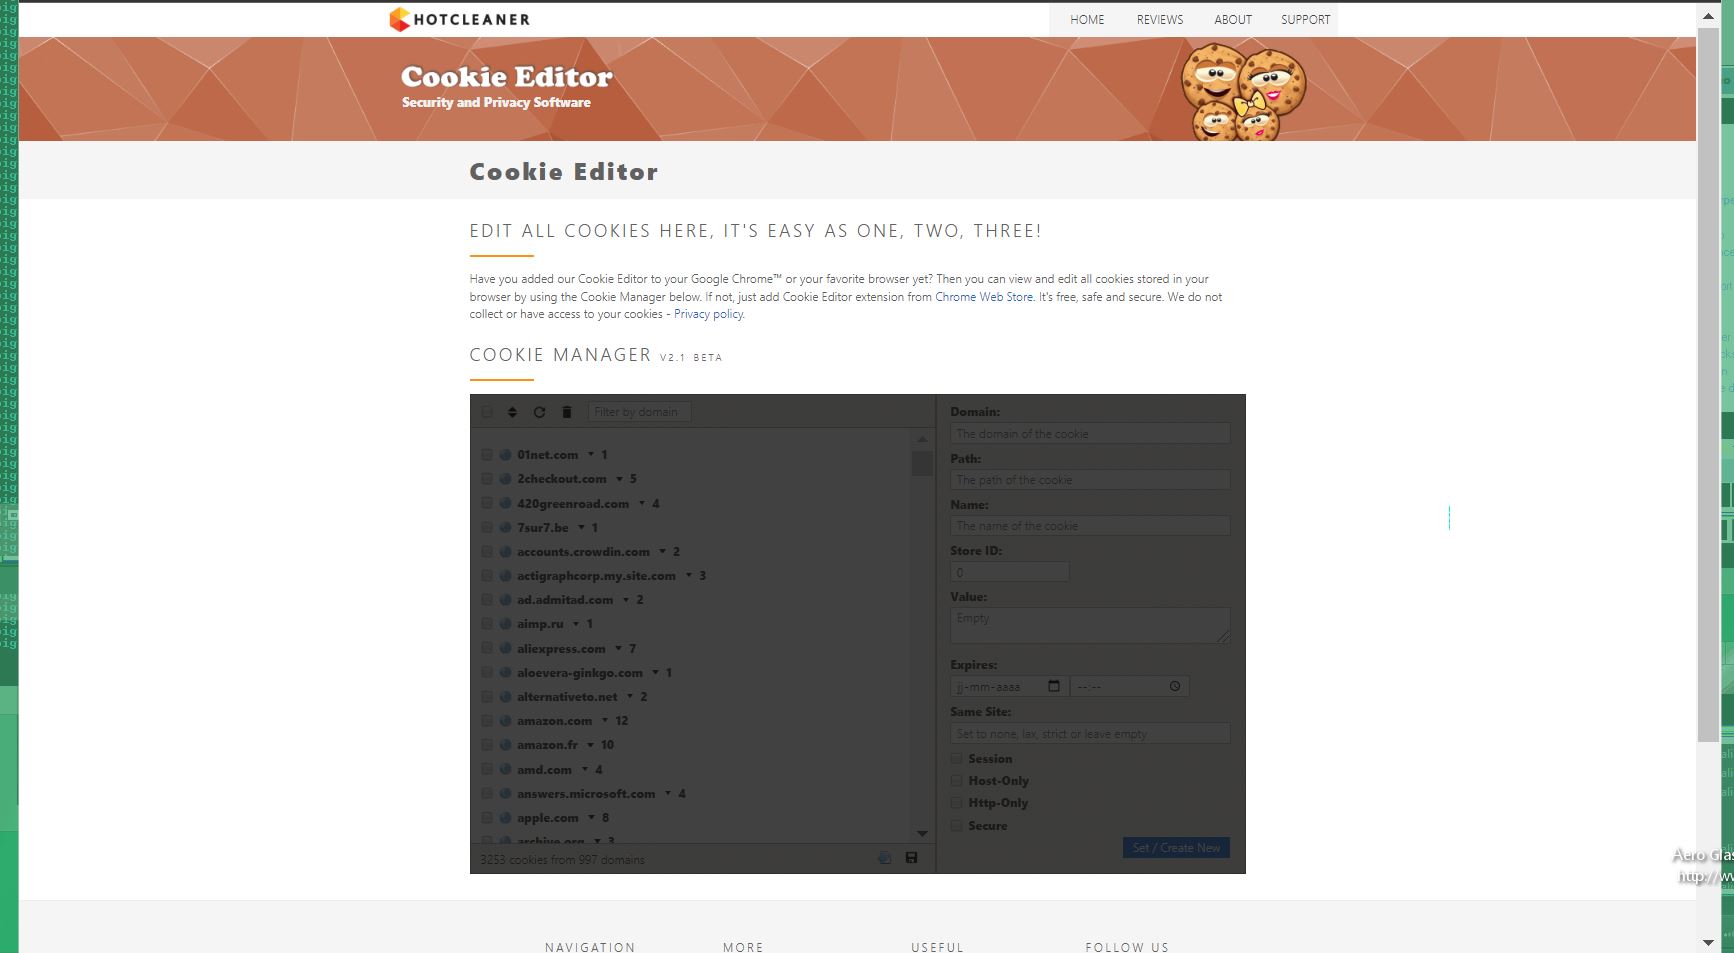 HOTCLEANER
HOME REVIEWS ABOUT SUPPORT
Cookie Editor
Security and Privacy Software
Cookie Editor
EDIT ALL COOKIES HERE, IT'S EASY AS ONE, TWO, THREE!
Have you added our Cookie Editor to your Google Chrome™ or your favorite browser yet? Then you can view and edit all cookies stored in your
browser by using the Cookie Manager below. If not, just add Cookie Editor extension from Chrome Web Store. It's free, safe and secure. We do not
collect or have access to your cookies - Privacy policy.
COOKIE MANAGER V2.1 BETA
Filter by domain
01net.com 1
2checkout.com 5
420greenroad.com 4
7sur7.be 1
accounts.crowdin.com 2
actigraphcorp.my.site.com 3
ad.admitad.com 2
aimp.ru 1
aliexpress.com 7
aloevera-ginkgo.com 1
alternativeto.net 2
amazon.com 12
amazon.fr 10
amd.com 4
answers.microsoft.com 4
apple.com 8
archive.org 3
3253 cookies from 997 domains
Domain:
The domain of the cookie
Path:
The path of the cookie
Name:
The name of the cookie
Store ID:
0
Value:
Empty
Expires:
jj-mm-aaaa --:--
Same Site:
Set to none, lax, strict or leave empty
Session
Host-Only
Http-Only
Secure
Set / Create New
Aero Glas
http://w
NAVIGATION MORE USEFUL FOLLOW US